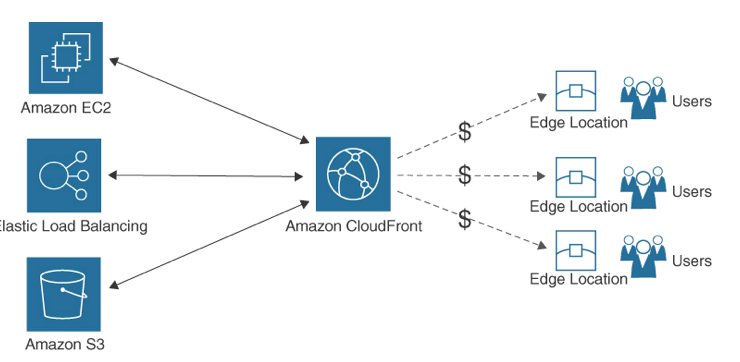 Amazon EC2
Elastic Load Balancing
Amazon S3
Amazon CloudFront
$
$
$
Edge Location
Users
Edge Location
Users
Edge Location
Users